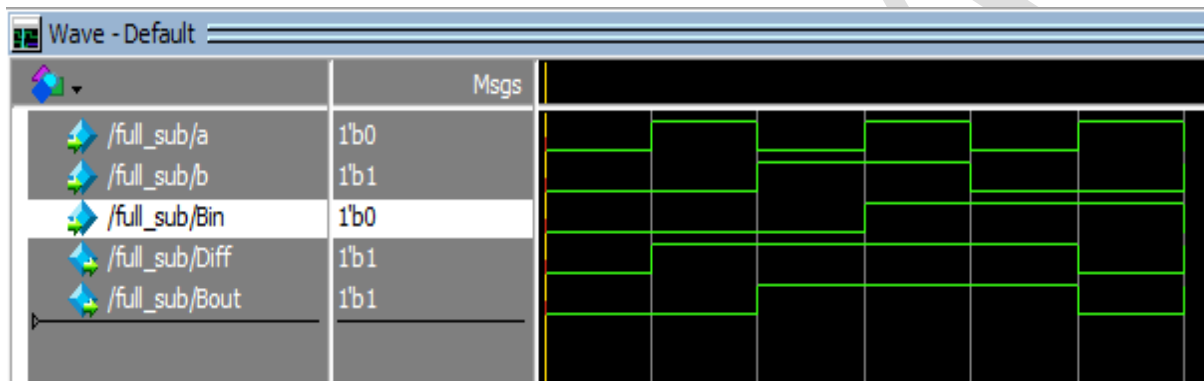 Wave - Default
Msgs
/full_sub/a 1'b0
/full_sub/b 1'b1
/full_sub/Bin 1'b0
/full_sub/Diff 1'b1
/full_sub/Bout 1'b1